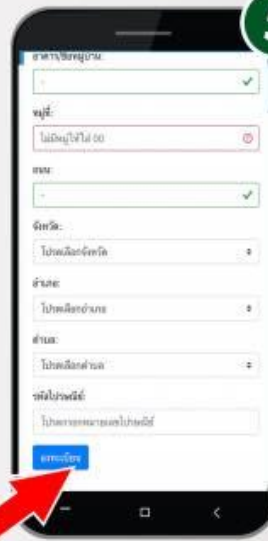 อาคาร/ชื่อหมู่บ้าน:
-
หมู่ที่:
ไม่มีหมู่ให้ใส่ 00
ถนน:
-
จังหวัด:
โปรดเลือกจังหวัด
อำเภอ:
โปรดเลือกอำเภอ
ตำบล:
โปรดเลือกตำบล
รหัสไปรษณีย์:
โปรดกรอกหมายเลขไปรษณีย์
ลงทะเบียน